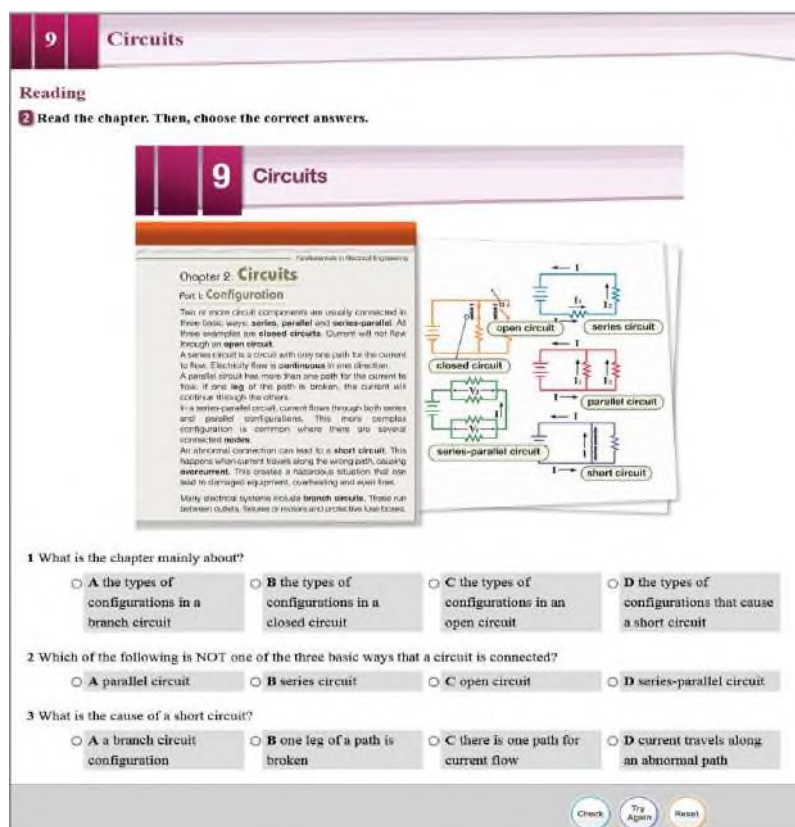 9 Circuits
Reading
2 Read the chapter. Then, choose the correct answers.
9 Circuits
Fundamentals in Electrical Engineering
Chapter 2: Circuits
Part 1: Configuration
Two or more circuit components are usually connected in
three basic ways: series, parallel and series-parallel. All
three examples are closed circuits. Current will not flow
through an open circuit.
A series circuit is a circuit with only one path for the current
to flow. Electricity flow is continuous in one direction.
A parallel circuit has more than one path for the current to
flow. If one leg of the path is broken, the current will
continue through the others.
In a series-parallel circuit, current flows through both series
and parallel configurations. This more complex
configuration is common where there are several
connected nodes.
An abnormal connection can lead to a short circuit. This
happens when current travels along the wrong path, causing
overcurrent. This creates a hazardous situation that can
lead to damaged equipment, overheating and even fires.
Many electrical systems include branch circuits. These run
between outlets, fixtures or motors and protective fuse boxes.
open circuit
closed circuit
V₂
I
V₁
series-parallel circuit
I
I₁
I₂
I
series circuit
I
I₁
I₂
I
parallel circuit
I
I
short circuit
1 What is the chapter mainly about?
A the types of
configurations in a
branch circuit
B the types of
configurations in a
closed circuit
C the types of
configurations in an
open circuit
D the types of
configurations that cause
a short circuit
2 Which of the following is NOT one of the three basic ways that a circuit is connected?
A parallel circuit
B series circuit
C open circuit
D series-parallel circuit
3 What is the cause of a short circuit?
A a branch circuit
configuration
B one leg of a path is
broken
C there is one path for
current flow
D current travels along
an abnormal path
Check
Try
Again
Reset